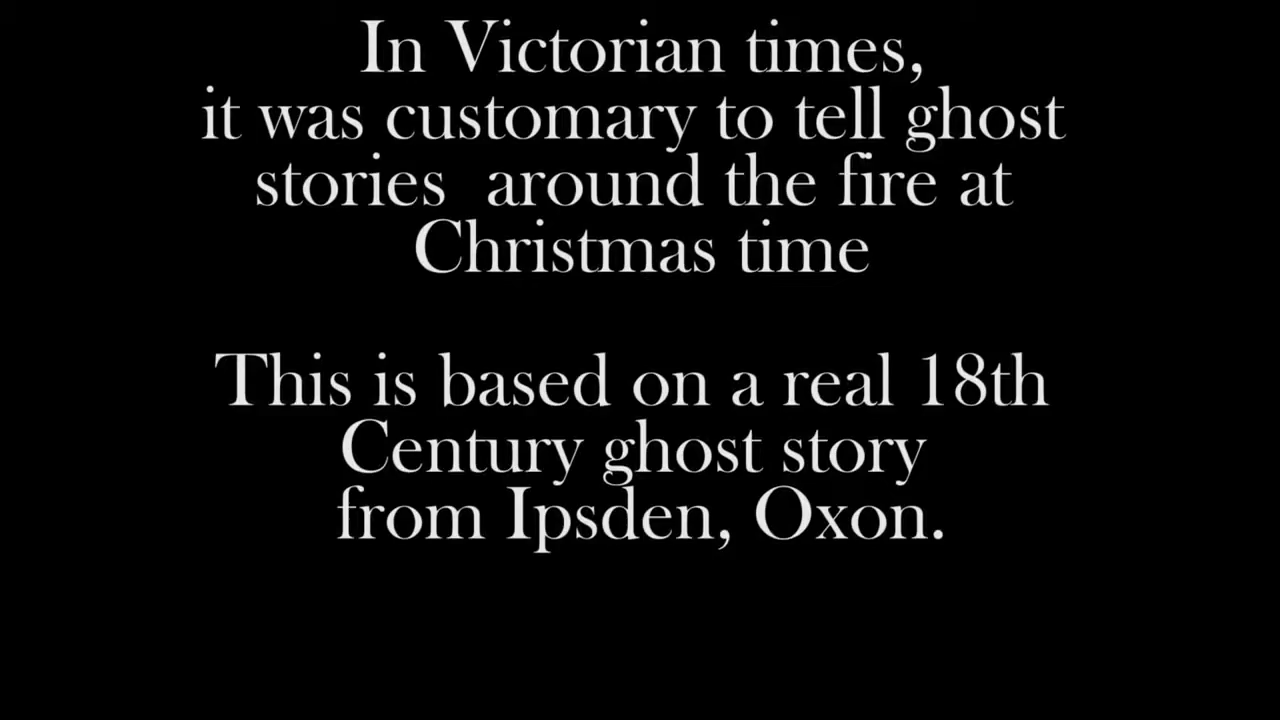 In Victorian times,
it was customary to tell ghost
stories  around the fire at
Christmas time
This is based on a real 18th
Century ghost story
from Ipsden, Oxon.